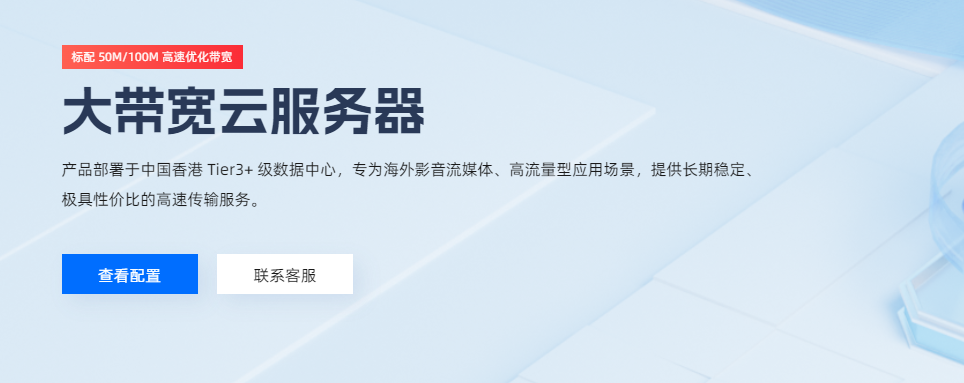 标配 50M/100M 高速优化带宽
大带宽云服务器
产品部署于中国香港 Tier3+ 级数据中心，专为海外影音流媒体、高流量型应用场景，提供长期稳定、
极具性价比的高速传输服务。
查看配置
联系客服